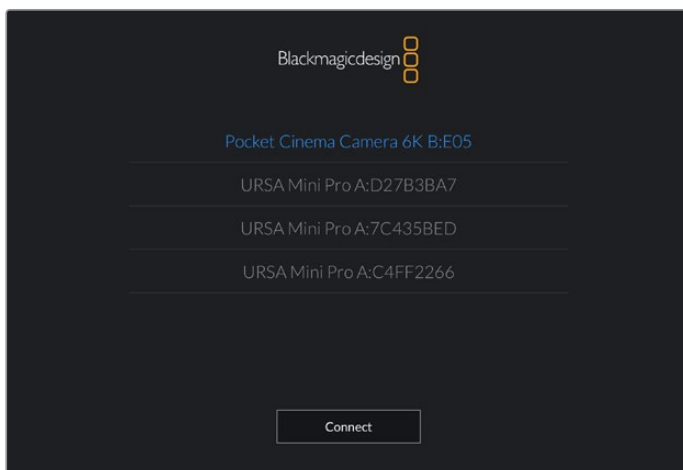 Blackmagicdesign
Pocket Cinema Camera 6K B:E05
URSA Mini Pro A:D27B3BA7
URSA Mini Pro A:7C435BED
URSA Mini Pro A:C4FF2266
Connect